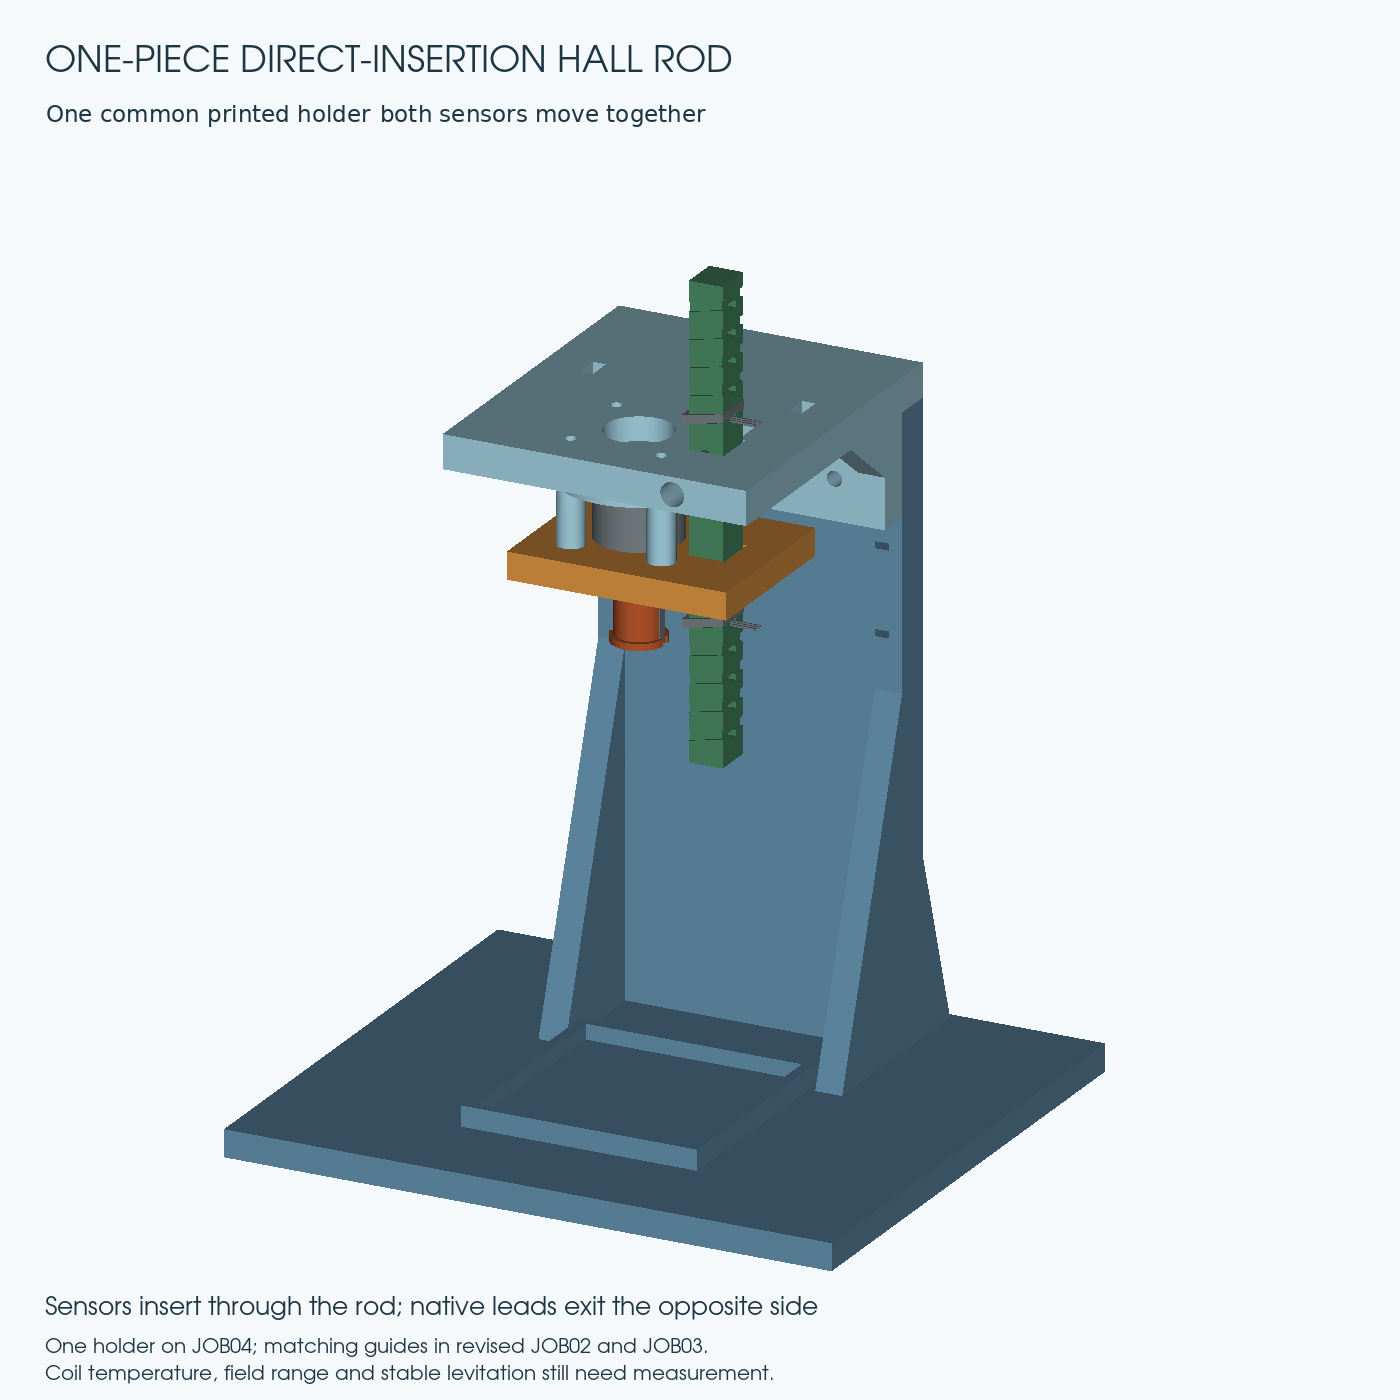 ONE-PIECE DIRECT-INSERTION HALL ROD
One common printed holder both sensors move together
Sensors insert through the rod; native leads exit the opposite side
One holder on JOB04; matching guides in revised JOB02 and JOB03.
Coil temperature, field range and stable levitation still need measurement.